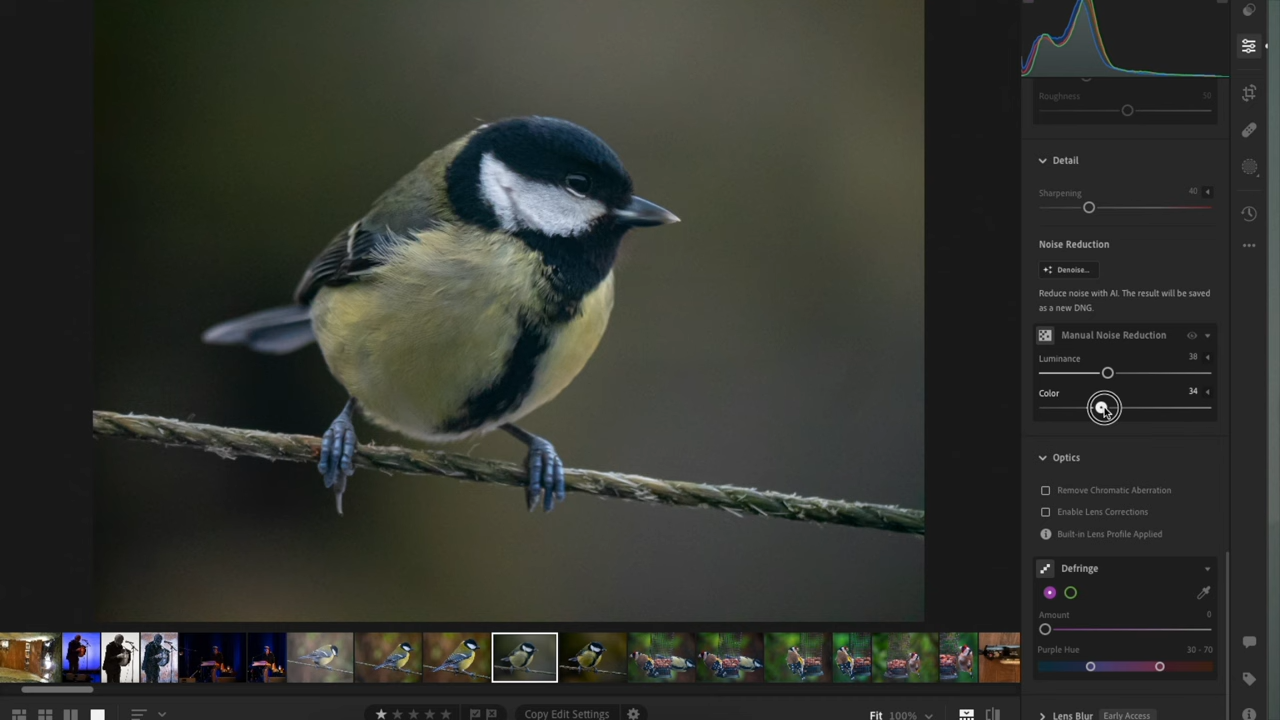 Roughness 50
Detail
Sharpening 40
Noise Reduction
Denoise...
Reduce noise with AI. The result will be saved
as a new DNG.
Manual Noise Reduction
Luminance 38
Color 34
Optics
Remove Chromatic Aberration
Enable Lens Corrections
Built-in Lens Profile Applied
Defringe
Amount 0
Purple Hue 30 - 70
Copy Edit Settings
Fit 100%
Lens Blur Early Access